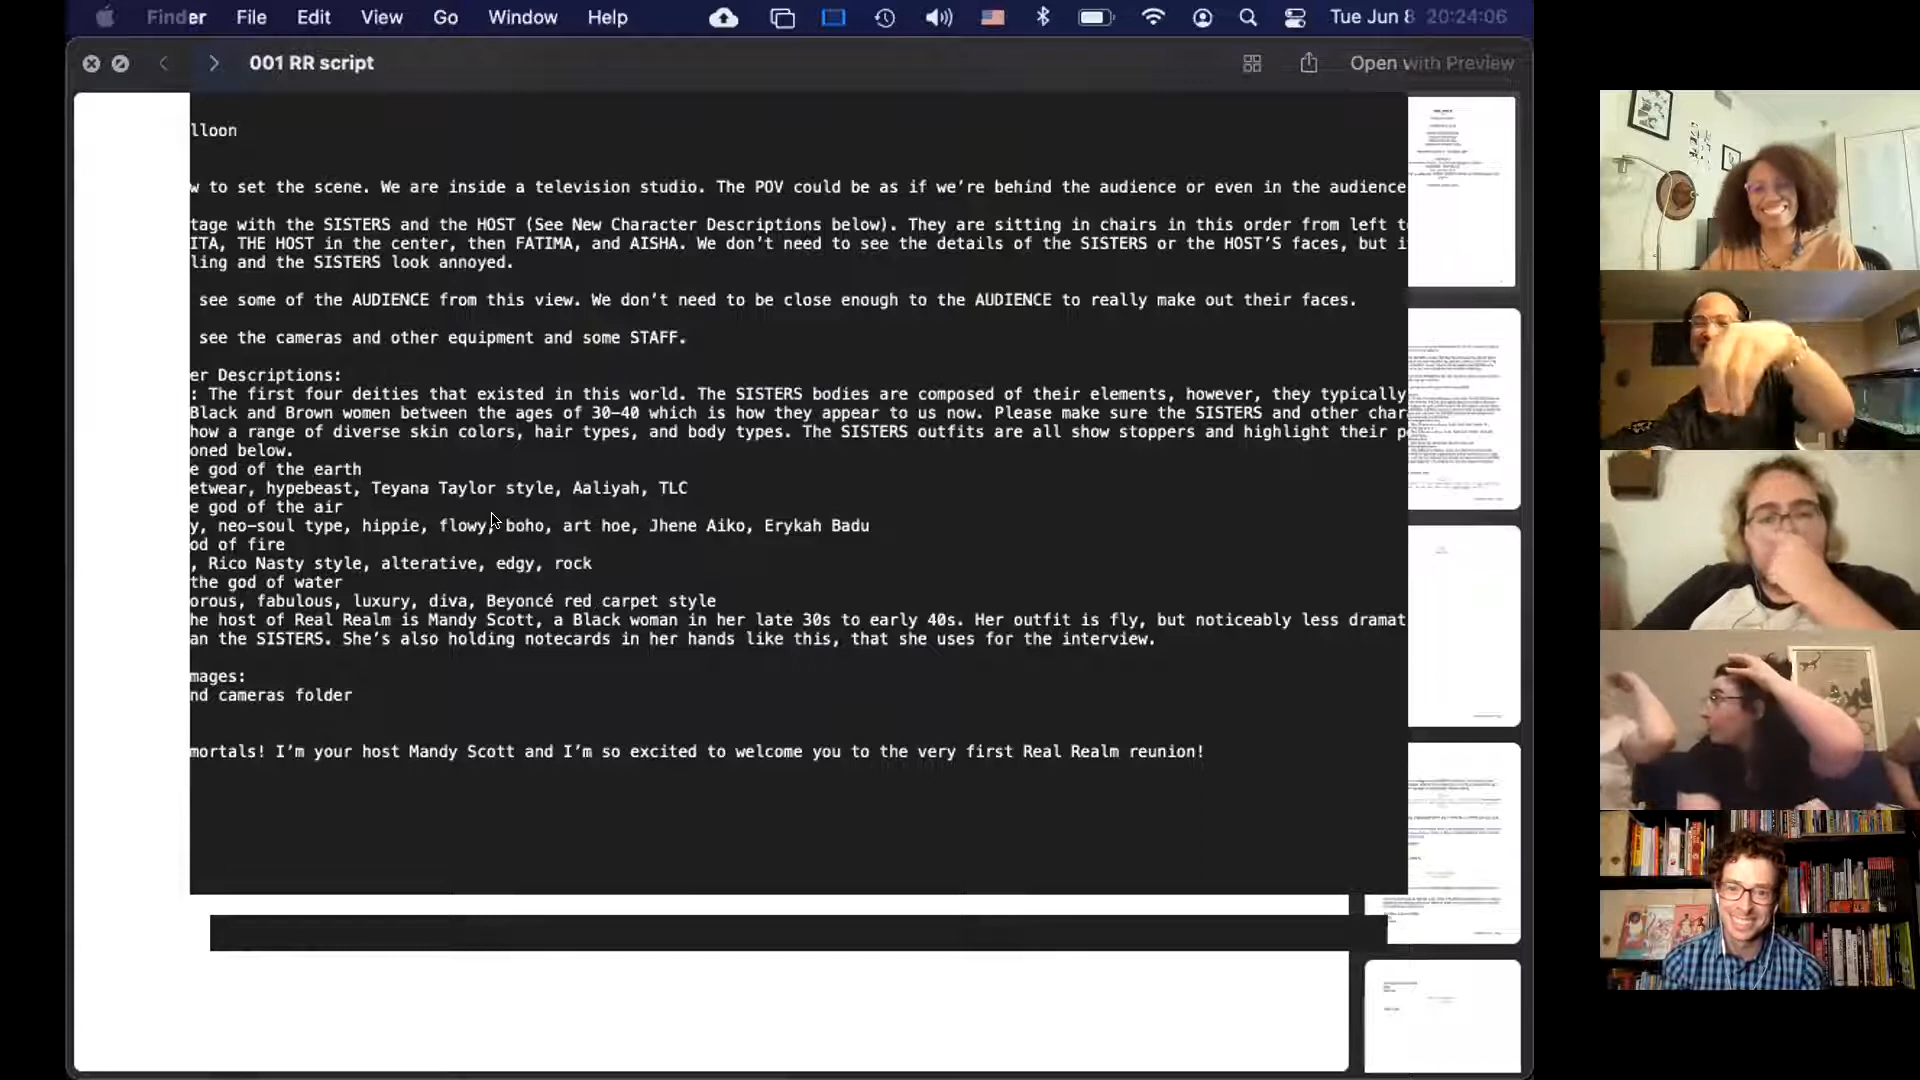 Finder File Edit View Go Window Help Tue Jun 8 20:24:06
001 RR script Open with Preview
lloon
w to set the scene. We are inside a television studio. The POV could be as if we’re behind the audience or even in the audience
tage with the SISTERS and the HOST (See New Character Descriptions below). They are sitting in chairs in this order from left t
ITA, THE HOST in the center, then FATIMA, and AISHA. We don’t need to see the details of the SISTERS or the HOST’S faces, but i
ling and the SISTERS look annoyed.
see some of the AUDIENCE from this view. We don’t need to be close enough to the AUDIENCE to really make out their faces.
see the cameras and other equipment and some STAFF.
er Descriptions:
: The first four deities that existed in this world. The SISTERS bodies are composed of their elements, however, they typically
Black and Brown women between the ages of 30-40 which is how they appear to us now. Please make sure the SISTERS and other char
how a range of diverse skin colors, hair types, and body types. The SISTERS outfits are all show stoppers and highlight their p
oned below.
e god of the earth
etwear, hypebeast, Teyana Taylor style, Aaliyah, TLC
e god of the air
y, neo-soul type, hippie, flowy, boho, art hoe, Jhene Aiko, Erykah Badu
od of fire
, Rico Nasty style, alterative, edgy, rock
the god of water
orous, fabulous, luxury, diva, Beyoncé red carpet style
he host of Real Realm is Mandy Scott, a Black woman in her late 30s to early 40s. Her outfit is fly, but noticeably less dramat
an the SISTERS. She’s also holding notecards in her hands like this, that she uses for the interview.
mages:
nd cameras folder
mortals! I’m your host Mandy Scott and I’m so excited to welcome you to the very first Real Realm reunion!